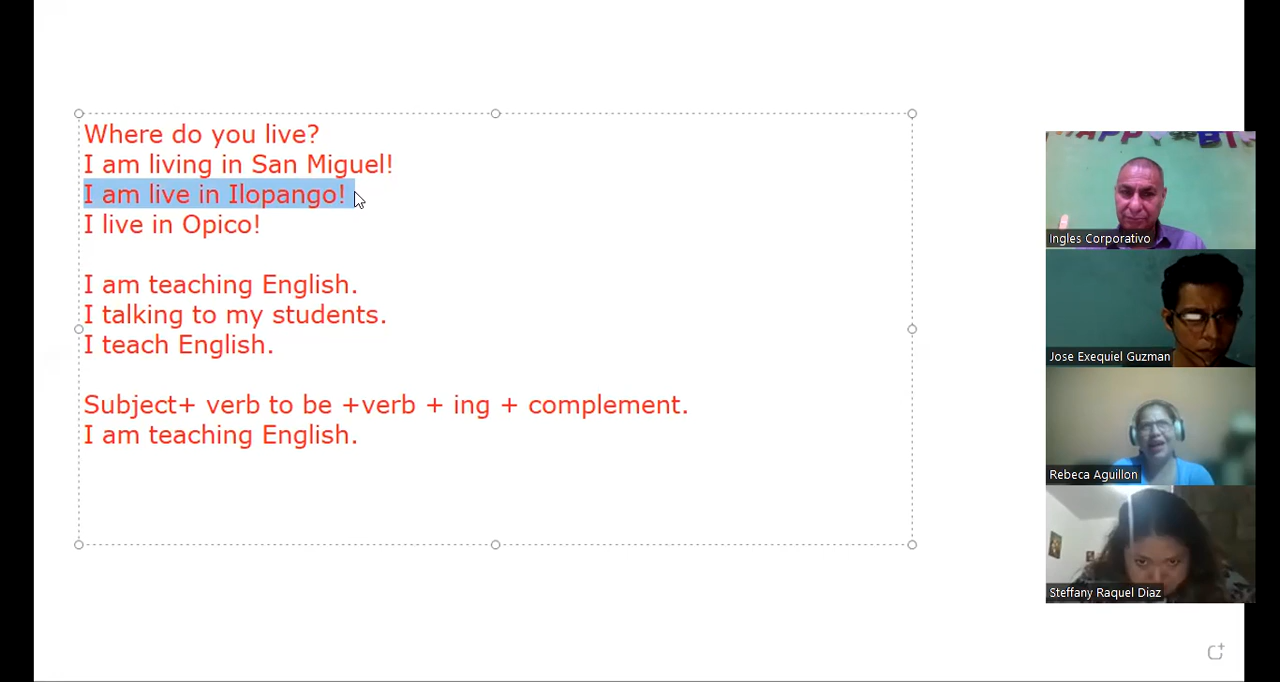 Where do you live?
I am living in San Miguel!
I am live in Ilopango!
I live in Opico!
I am teaching English.
I talking to my students.
I teach English.
Subject+ verb to be +verb + ing + complement.
I am teaching English.
Ingles Corporativo
Jose Exequiel Guzman
Rebeca Aguillon
Steffany Raquel Diaz